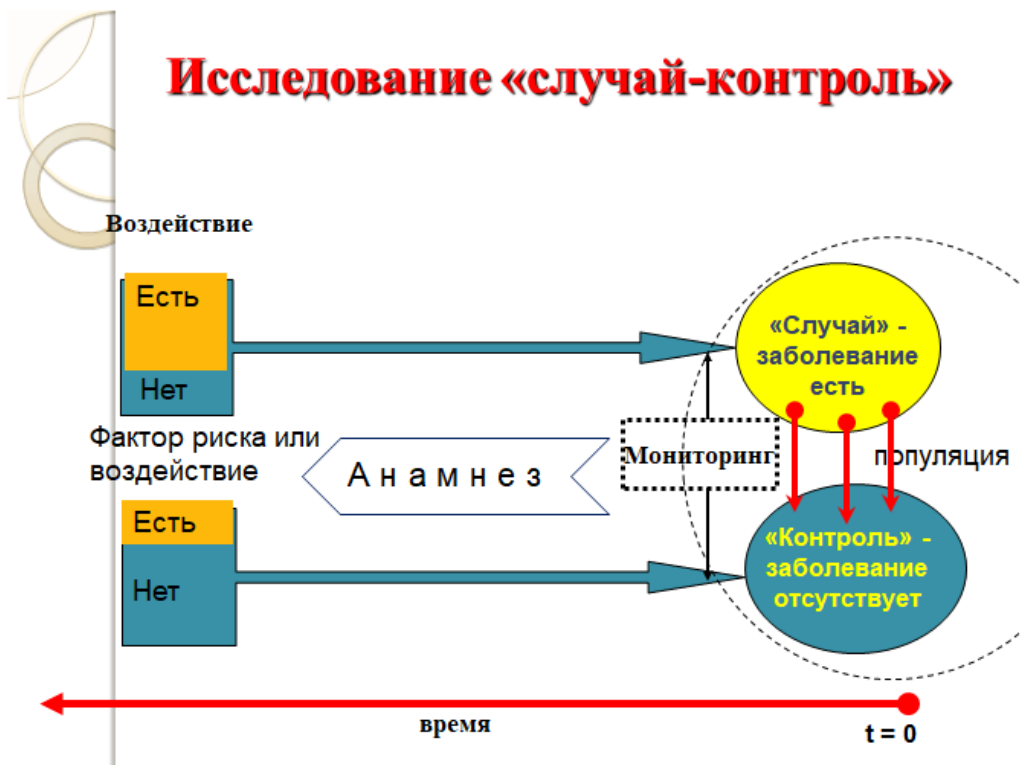 Исследование «случай-контроль»
Воздействие
Есть
Нет
«Случай» -
заболевание
есть
Фактор риска или
воздействие
А н а м н е з
Мониторинг
популяция
Есть
Нет
«Контроль» -
заболевание
отсутствует
время
t = 0